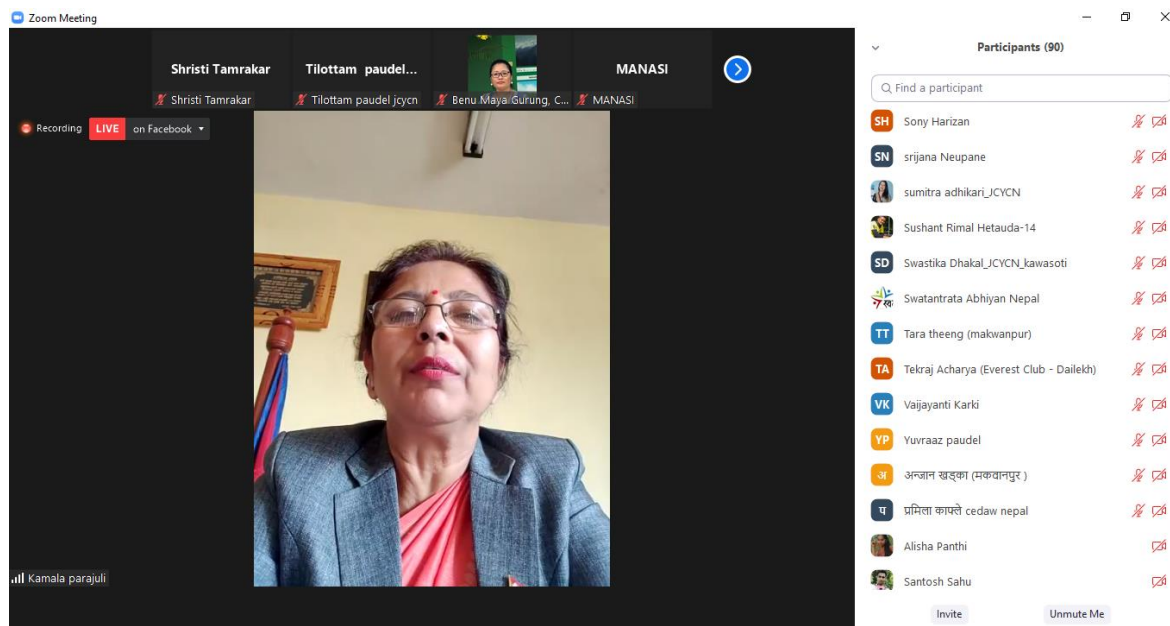 Zoom Meeting
Shristi Tamrakar
Tilottam paudel...
MANASI
Shristi Tamrakar
Tilottam paudel jcycn
Benu Maya Gurung, C...
MANASI
Recording
LIVE
on Facebook
Kamala parajuli
Participants (90)
Find a participant
SH Sony Harizan
SN srijana Neupane
sumitra adhikari_JCYCN
Sushant Rimal Hetauda-14
SD Swastika Dhakal_JCYCN_kawasoti
Swatantrata Abhiyan Nepal
TT Tara theeng (makwanpur)
TA Tekraj Acharya (Everest Club - Dailekh)
VK Vaijayanti Karki
YP Yuvraaz paudel
अ अन्जान खड्का (मकवानपुर )
प प्रमिला काफ्ले cedaw nepal
Alisha Panthi
Santosh Sahu
Invite
Unmute Me